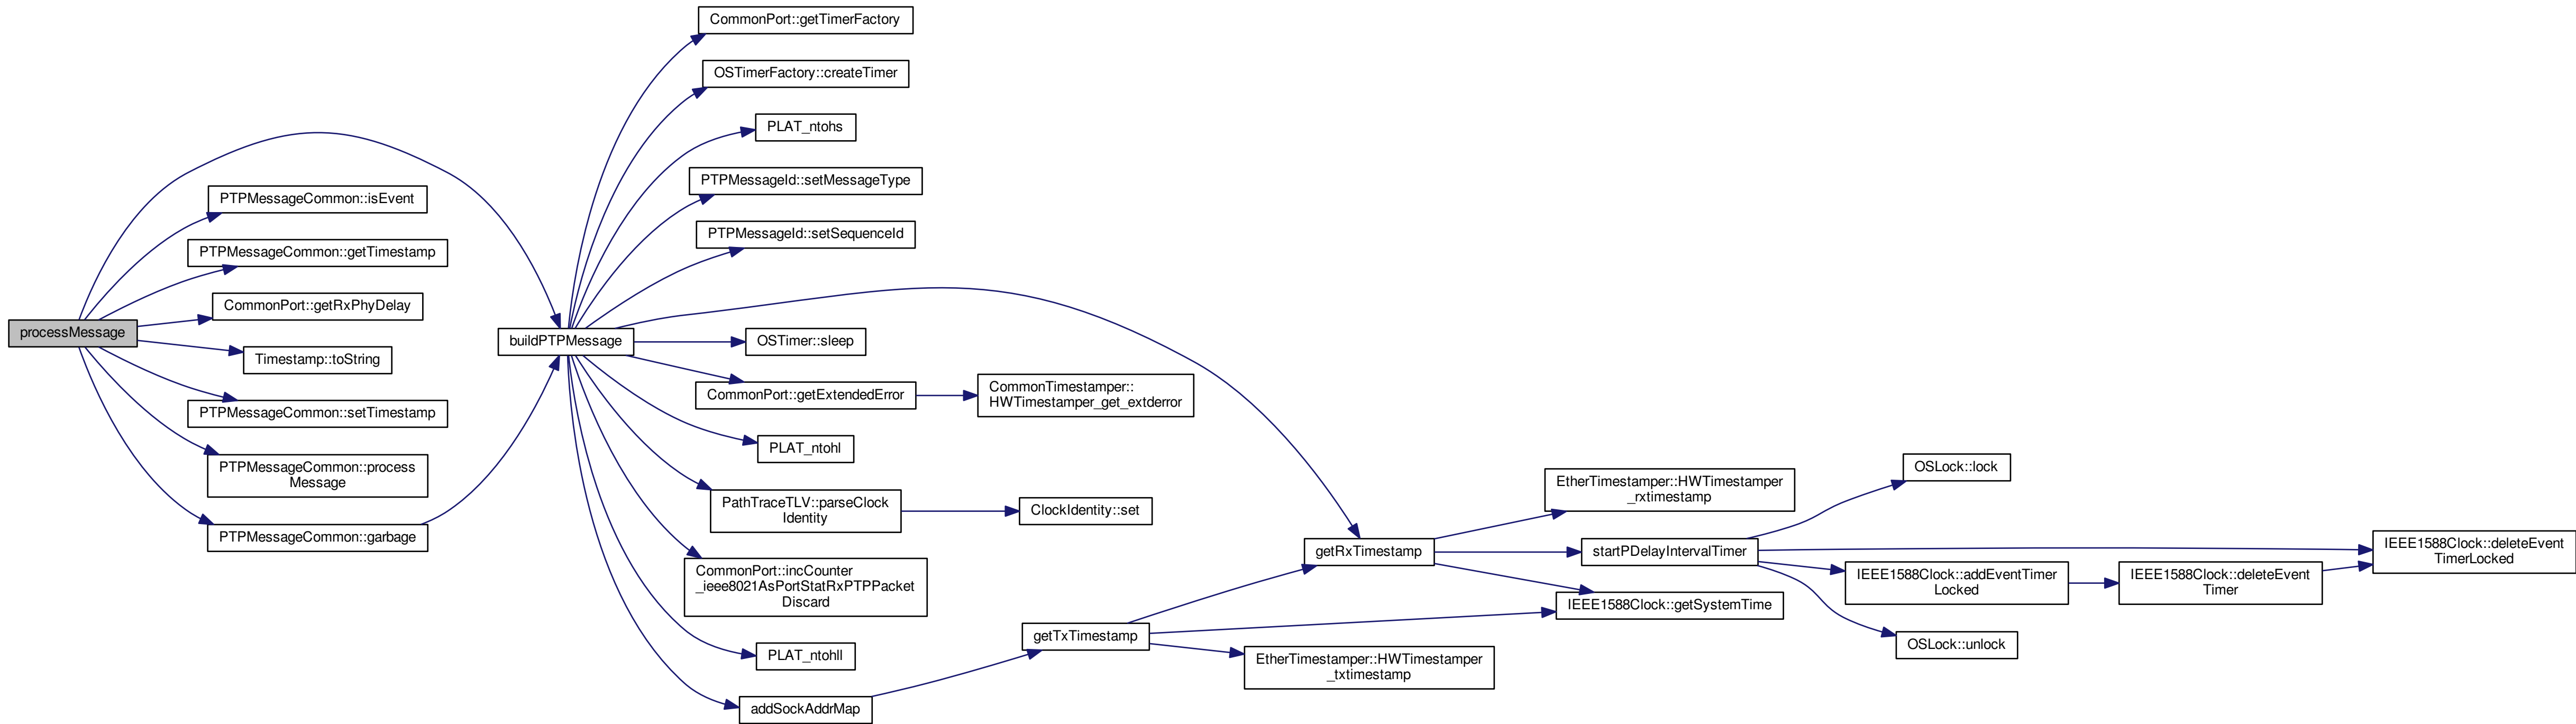 processMessage
PTPMessageCommon::isEvent
PTPMessageCommon::getTimestamp
CommonPort::getRxPhyDelay
Timestamp::toString
PTPMessageCommon::setTimestamp
PTPMessageCommon::process
Message
PTPMessageCommon::garbage
buildPTPMessage
CommonPort::getTimerFactory
OSTimerFactory::createTimer
PLAT_ntohs
PTPMessageId::setMessageType
PTPMessageId::setSequenceId
OSTimer::sleep
CommonPort::getExtendedError
PLAT_ntohl
PathTraceTLV::parseClock
Identity
CommonPort::incCounter
_ieee8021AsPortStatRxPTPPacket
Discard
PLAT_ntohll
addSockAddrMap
CommonTimestamper::
HWTimestamper_get_extderror
ClockIdentity::set
getTxTimestamp
getRxTimestamp
EtherTimestamper::HWTimestamper
_txtimestamp
EtherTimestamper::HWTimestamper
_rxtimestamp
startPDelayIntervalTimer
IEEE1588Clock::getSystemTime
OSLock::lock
IEEE1588Clock::addEventTimer
Locked
OSLock::unlock
IEEE1588Clock::deleteEvent
Timer
IEEE1588Clock::deleteEvent
TimerLocked